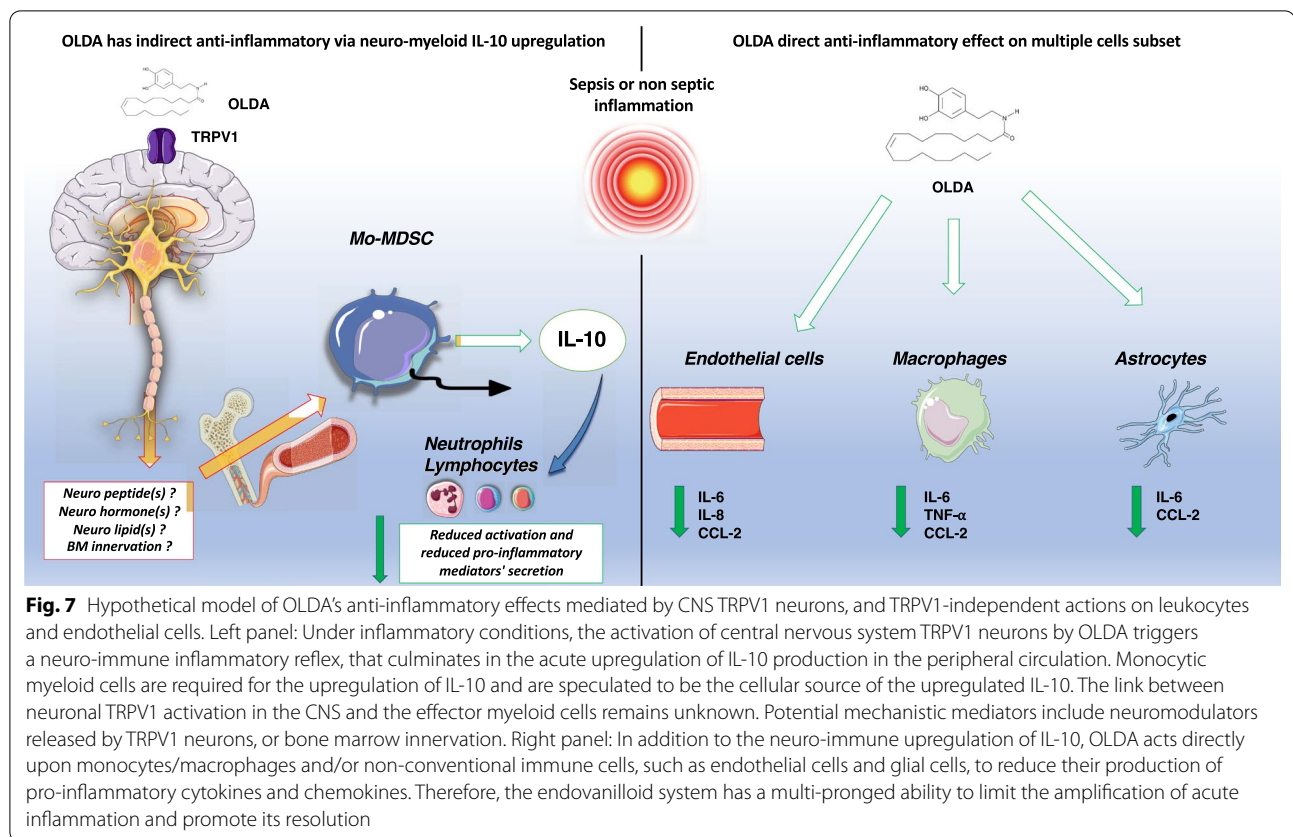 OLDA has indirect anti-inflammatory via neuro-myeloid IL-10 upregulation
OLDA direct anti-inflammatory effect on multiple cells subset
Sepsis or non septic
inflammation
HO
HO
N
H
O
OLDA
TRPV1
Mo-MDSC
IL-10
Neutrophils
Lymphocytes
Neuro peptide(s) ?
Neuro hormone(s) ?
Neuro lipid(s) ?
BM innervation ?
Reduced activation and
reduced pro-inflammatory
mediators' secretion
HO
HO
N
H
O
OLDA
Endothelial cells
Macrophages
Astrocytes
IL-6
IL-8
CCL-2
IL-6
TNF-α
CCL-2
IL-6
CCL-2
Fig. 7 Hypothetical model of OLDA's anti-inflammatory effects mediated by CNS TRPV1 neurons, and TRPV1-independent actions on leukocytes
and endothelial cells. Left panel: Under inflammatory conditions, the activation of central nervous system TRPV1 neurons by OLDA triggers
a neuro-immune inflammatory reflex, that culminates in the acute upregulation of IL-10 production in the peripheral circulation. Monocytic
myeloid cells are required for the upregulation of IL-10 and are speculated to be the cellular source of the upregulated IL-10. The link between
neuronal TRPV1 activation in the CNS and the effector myeloid cells remains unknown. Potential mechanistic mediators include neuromodulators
released by TRPV1 neurons, or bone marrow innervation. Right panel: In addition to the neuro-immune upregulation of IL-10, OLDA acts directly
upon monocytes/macrophages and/or non-conventional immune cells, such as endothelial cells and glial cells, to reduce their production of
pro-inflammatory cytokines and chemokines. Therefore, the endovanilloid system has a multi-pronged ability to limit the amplification of acute
inflammation and promote its resolution